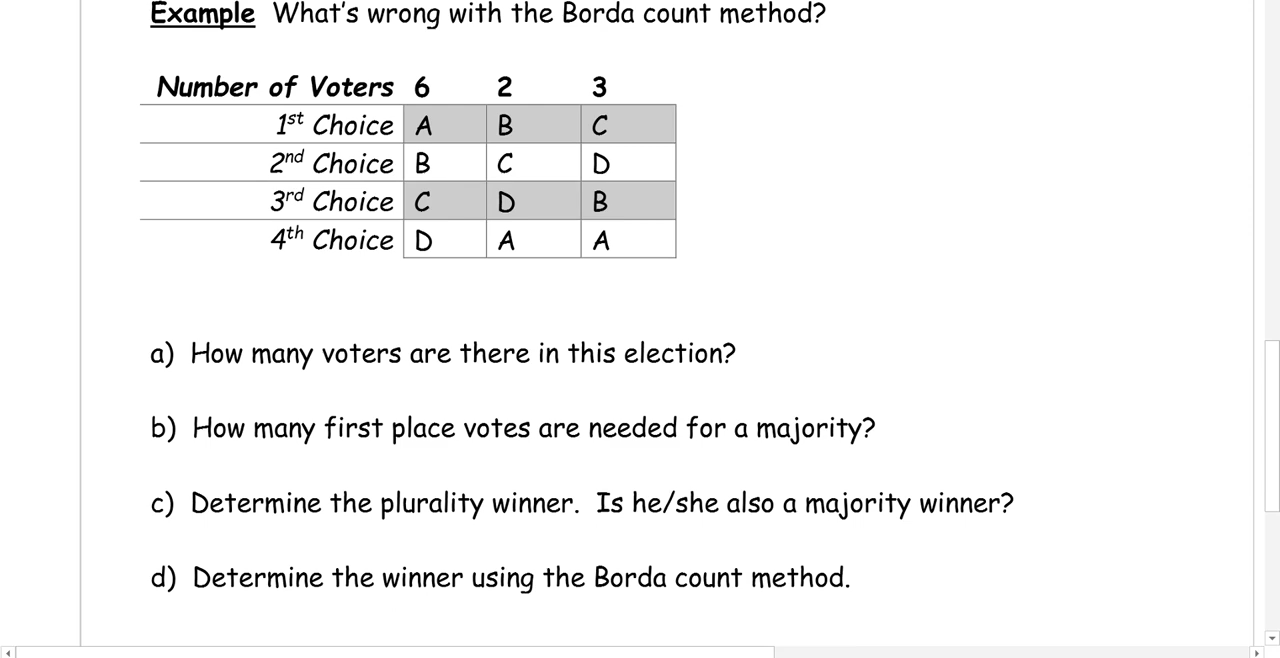 Example What's wrong with the Borda count method?
Number of Voters 6 2 3
1st Choice A B C
2nd Choice B C D
3rd Choice C D B
4th Choice D A A
a) How many voters are there in this election?
b) How many first place votes are needed for a majority?
c) Determine the plurality winner. Is he/she also a majority winner?
d) Determine the winner using the Borda count method.